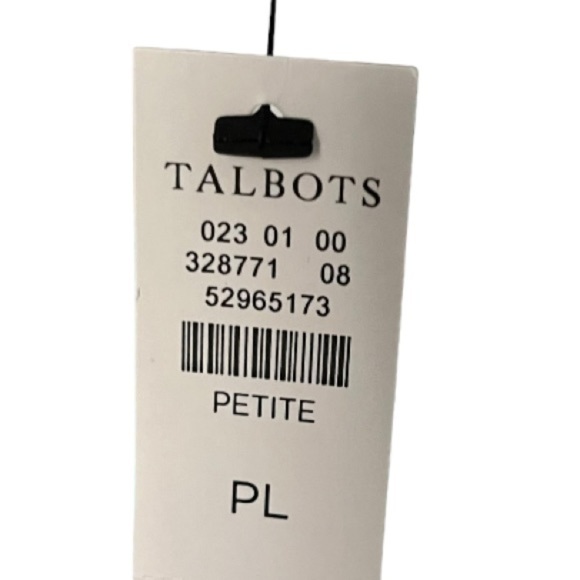 TALBOTS
023 01 00
328771 08
52965173
PETITE
PL